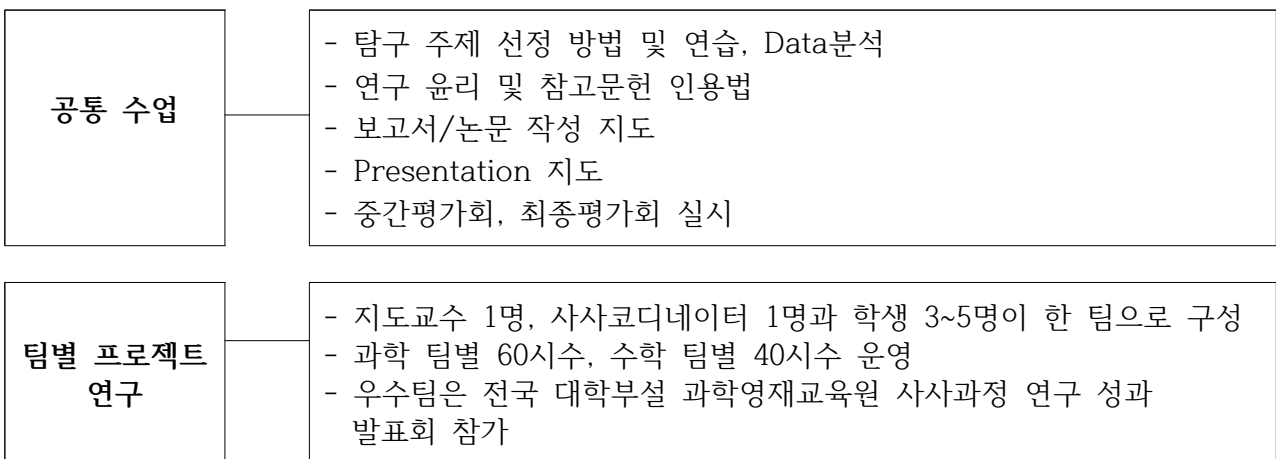 공통 수업
- 탐구 주제 선정 방법 및 연습, Data분석
- 연구 윤리 및 참고문헌 인용법
- 보고서/논문 작성 지도
- Presentation 지도
- 중간평가회, 최종평가회 실시
팀별 프로젝트
연구
- 지도교수 1명, 사사코디네이터 1명과 학생 3~5명이 한 팀으로 구성
- 과학 팀별 60시수, 수학 팀별 40시수 운영
- 우수팀은 전국 대학부설 과학영재교육원 사사과정 연구 성과
발표회 참가